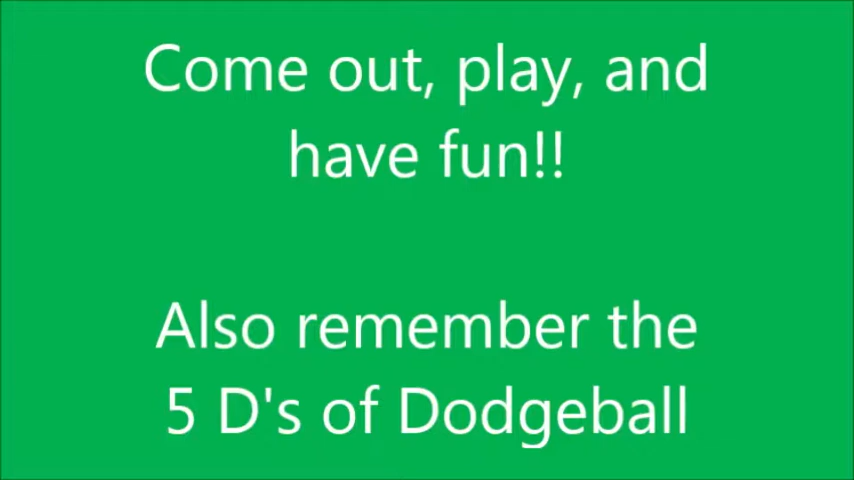 Come out, play, and
have fun!!
Also remember the
5 D's of Dodgeball